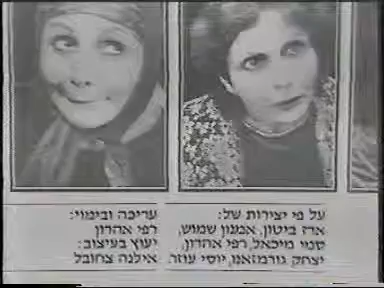 על פי יצירות של:
ארז ביטון, אמנון שמוש,
סמי מיכאל, רפי אהרון,
יצחק גורמזאנו, יוסי עוזר.
עריכה ובימוי:
רפי אהרון
יעוץ בעיצוב:
אילנה צחובל